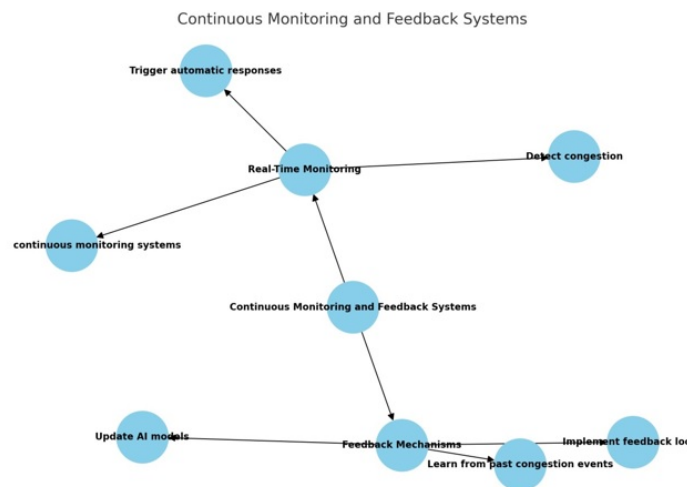 Continuous Monitoring and Feedback Systems
Trigger automatic responses
Detect congestion
Real-Time Monitoring
continuous monitoring systems
Continuous Monitoring and Feedback Systems
Update AI models
Feedback Mechanisms
Implement feedback loo
Learn from past congestion events